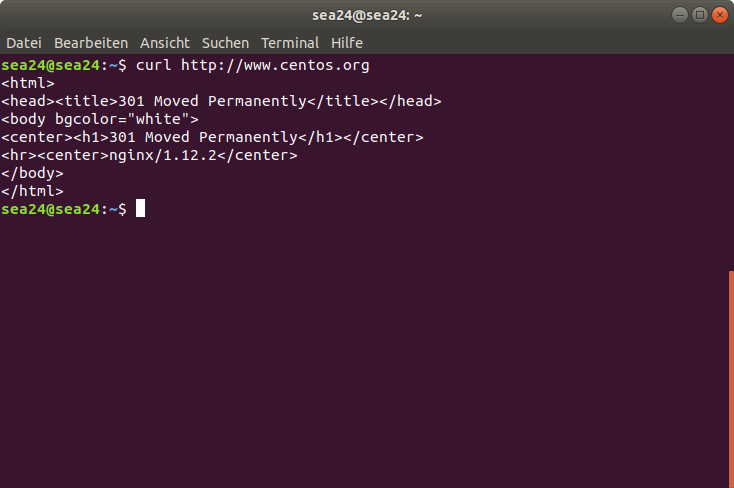 sea24@sea24: ~
Datei Bearbeiten Ansicht Suchen Terminal Hilfe
sea24@sea24:~$ curl http://www.centos.org
<html>
<head><title>301 Moved Permanently</title></head>
<body bgcolor="white">
<center><h1>301 Moved Permanently</h1></center>
<hr><center>nginx/1.12.2</center>
</body>
</html>
sea24@sea24:~$